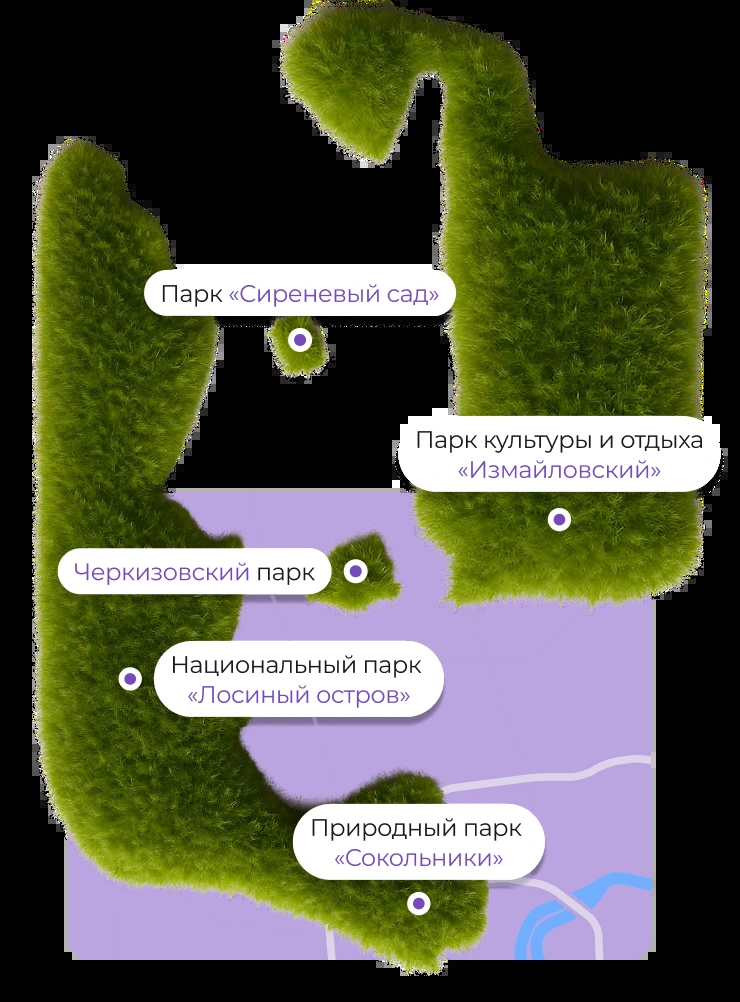 Парк «Сиреневый сад»
Парк культуры и отдыха
«Измайловский»
Черкизовский парк
Национальный парк
«Лосиный остров»
Природный парк
«Сокольники»